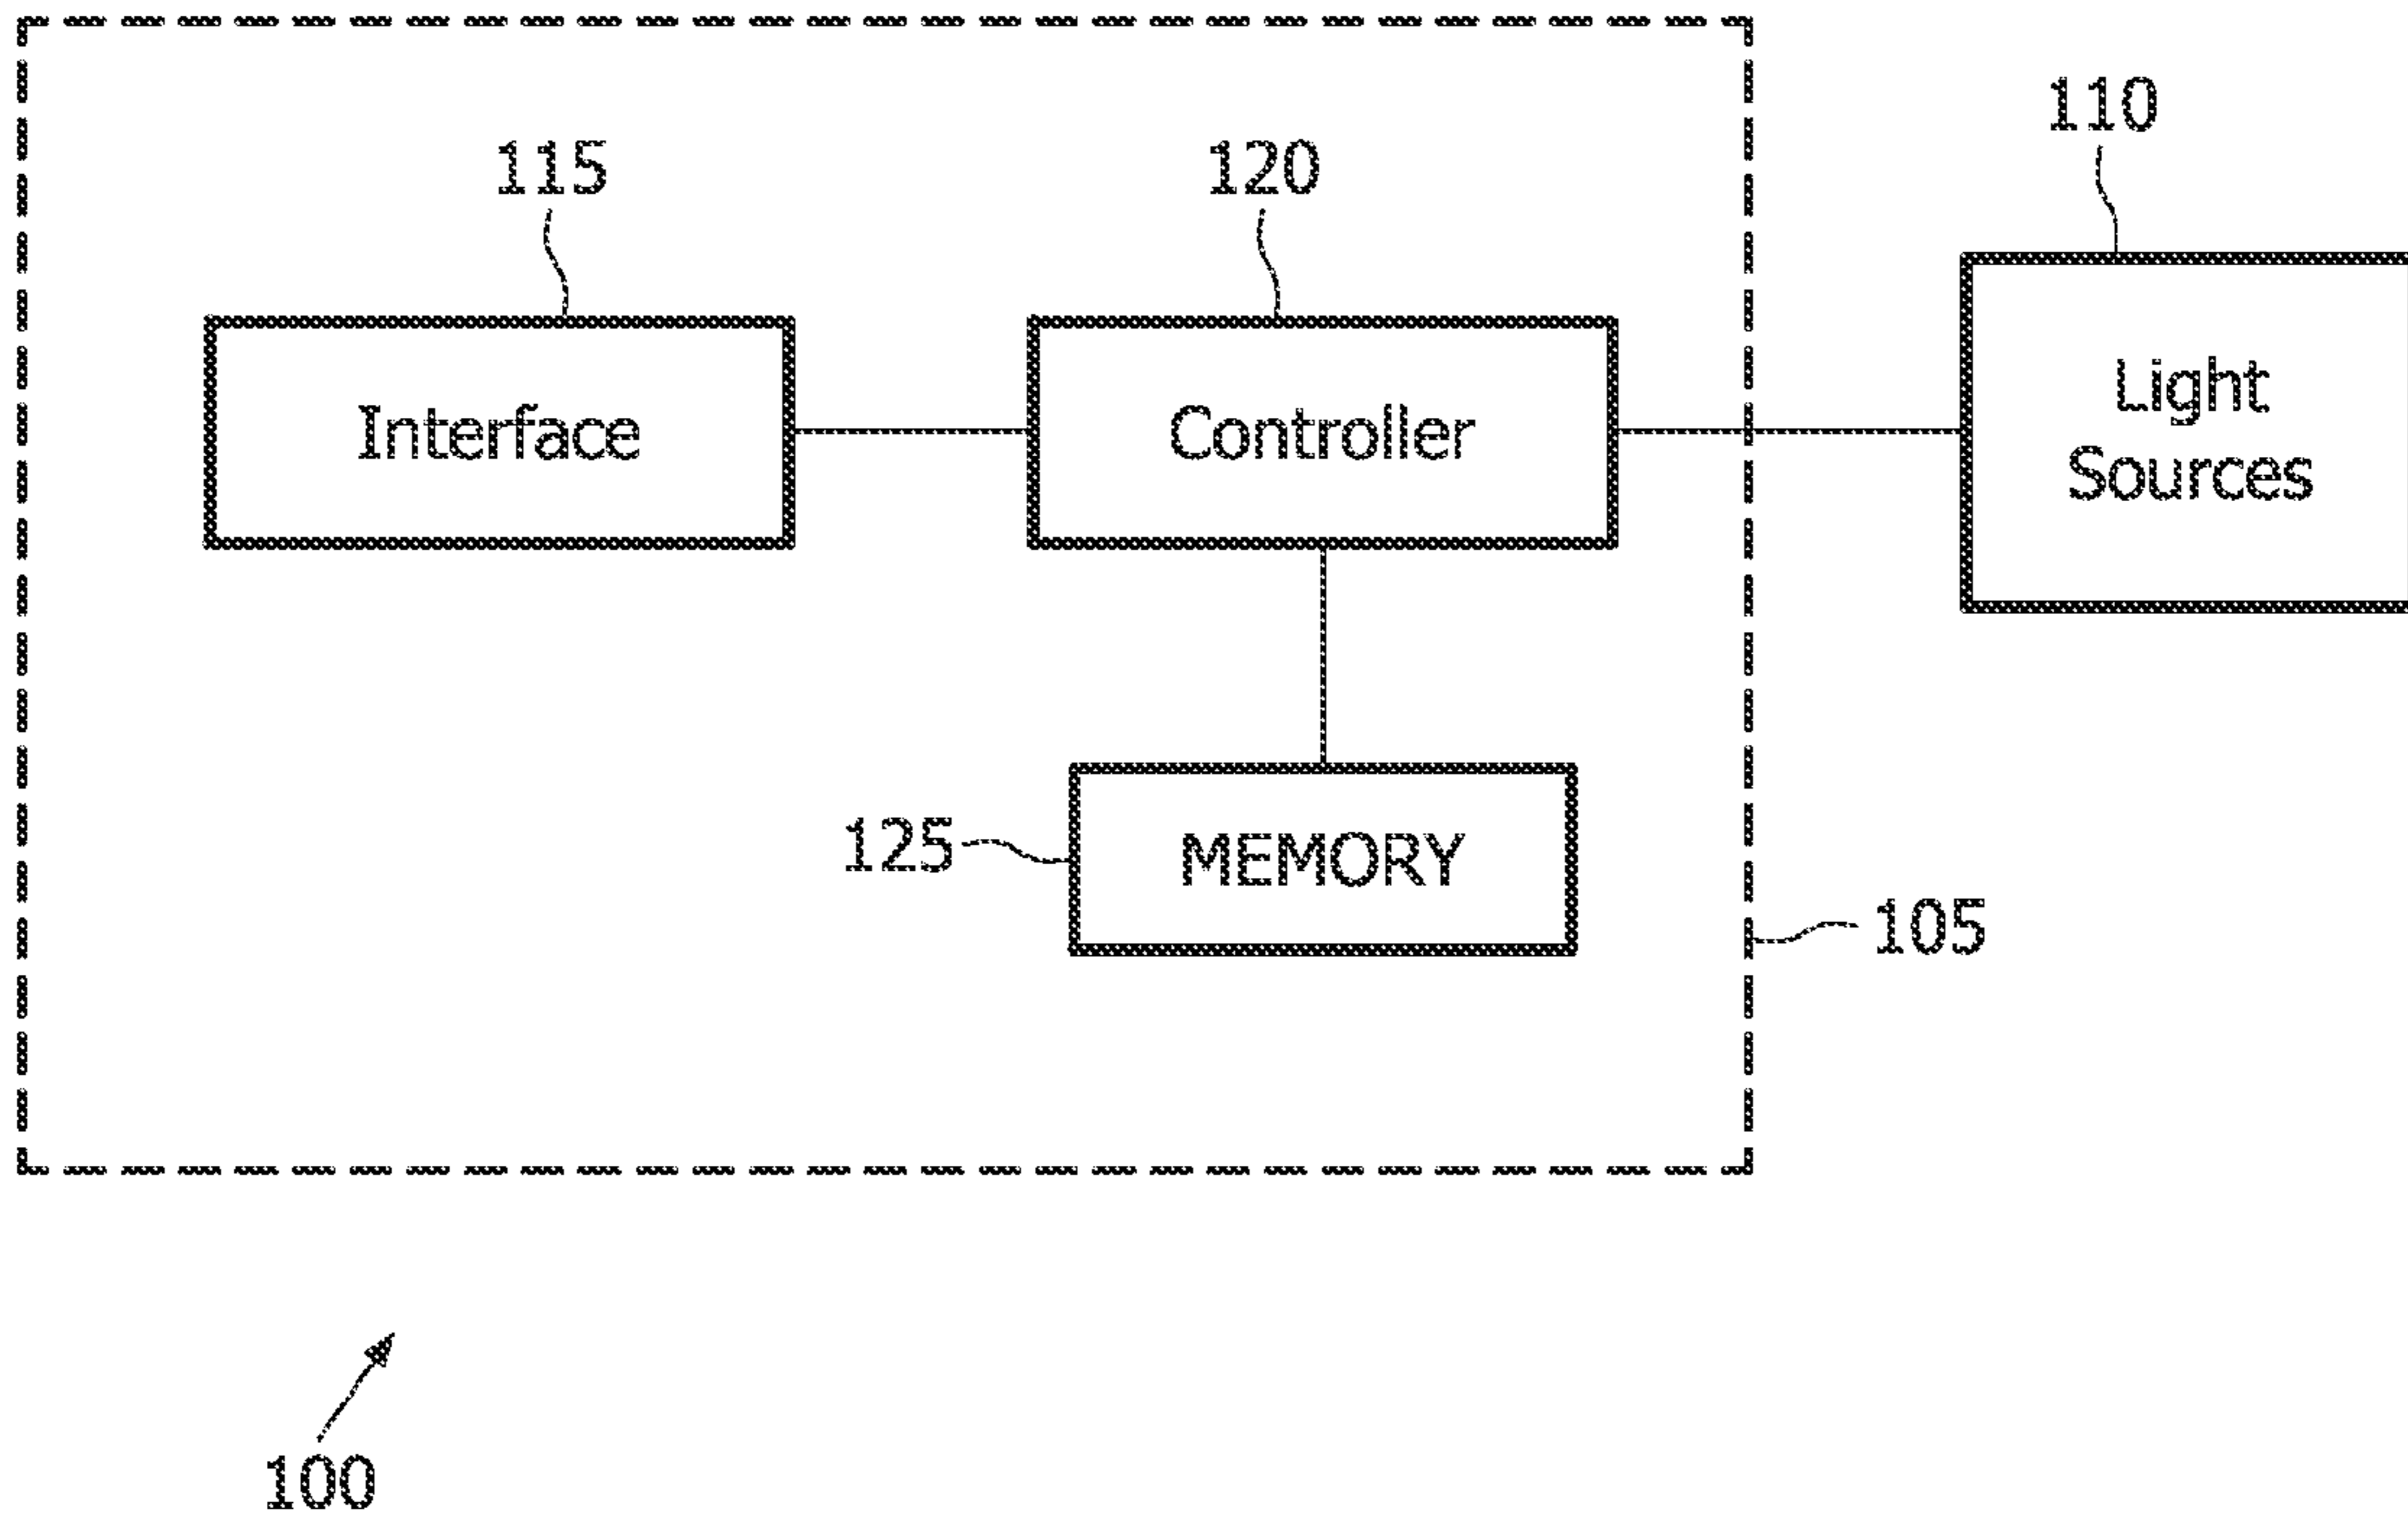 110
115
120
Light
Sources
Interface
Controller
125
MEMORY
105
100